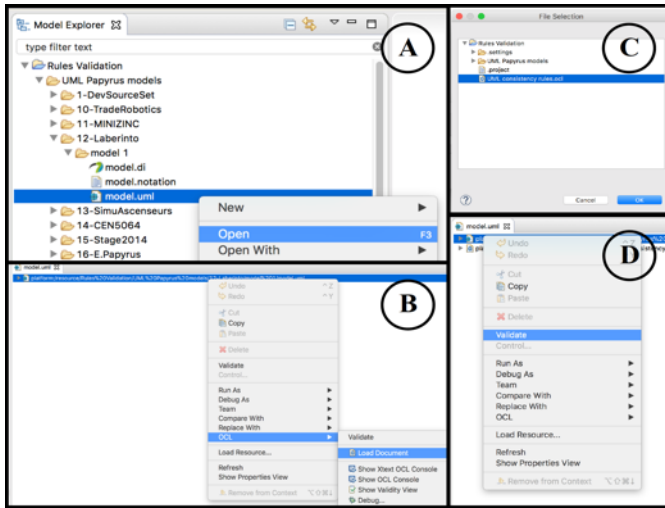 Model Explorer
type filter text
Rules Validation
UML Papyrus models
1-DevSourceSet
10-TradeRobotics
11-MINIZINC
12-Laberinto
model 1
model.di
model.notation
model.uml
13-SimuAscenseurs
14-CEN5064
15-Stage2014
16-E.Papyrus
New
Open F3
Open With
A
File Selection
Rules Validation
.settings
UML Papyrus models
.project
UML consistency rules.ocl
Cancel
OK
C
model.uml
Undo ⌃Z
Redo ⌃Y
Cut
Copy
Paste
Delete
Validate
Control...
Run As
Debug As
Team
Compare With
Replace With
OCL
Load Resource...
Refresh
Show Properties View
Remove from Context
Validate
Load Document
Show Xtext OCL Console
Show OCL Console
Show Validity View
Debug...
B
model.uml
Undo
Redo
Cut
Copy
Paste
Delete
Validate
Control...
Run As
Debug As
Team
Compare With
Replace With
OCL
Load Resource...
Refresh
Show Properties View
Remove from Context
D